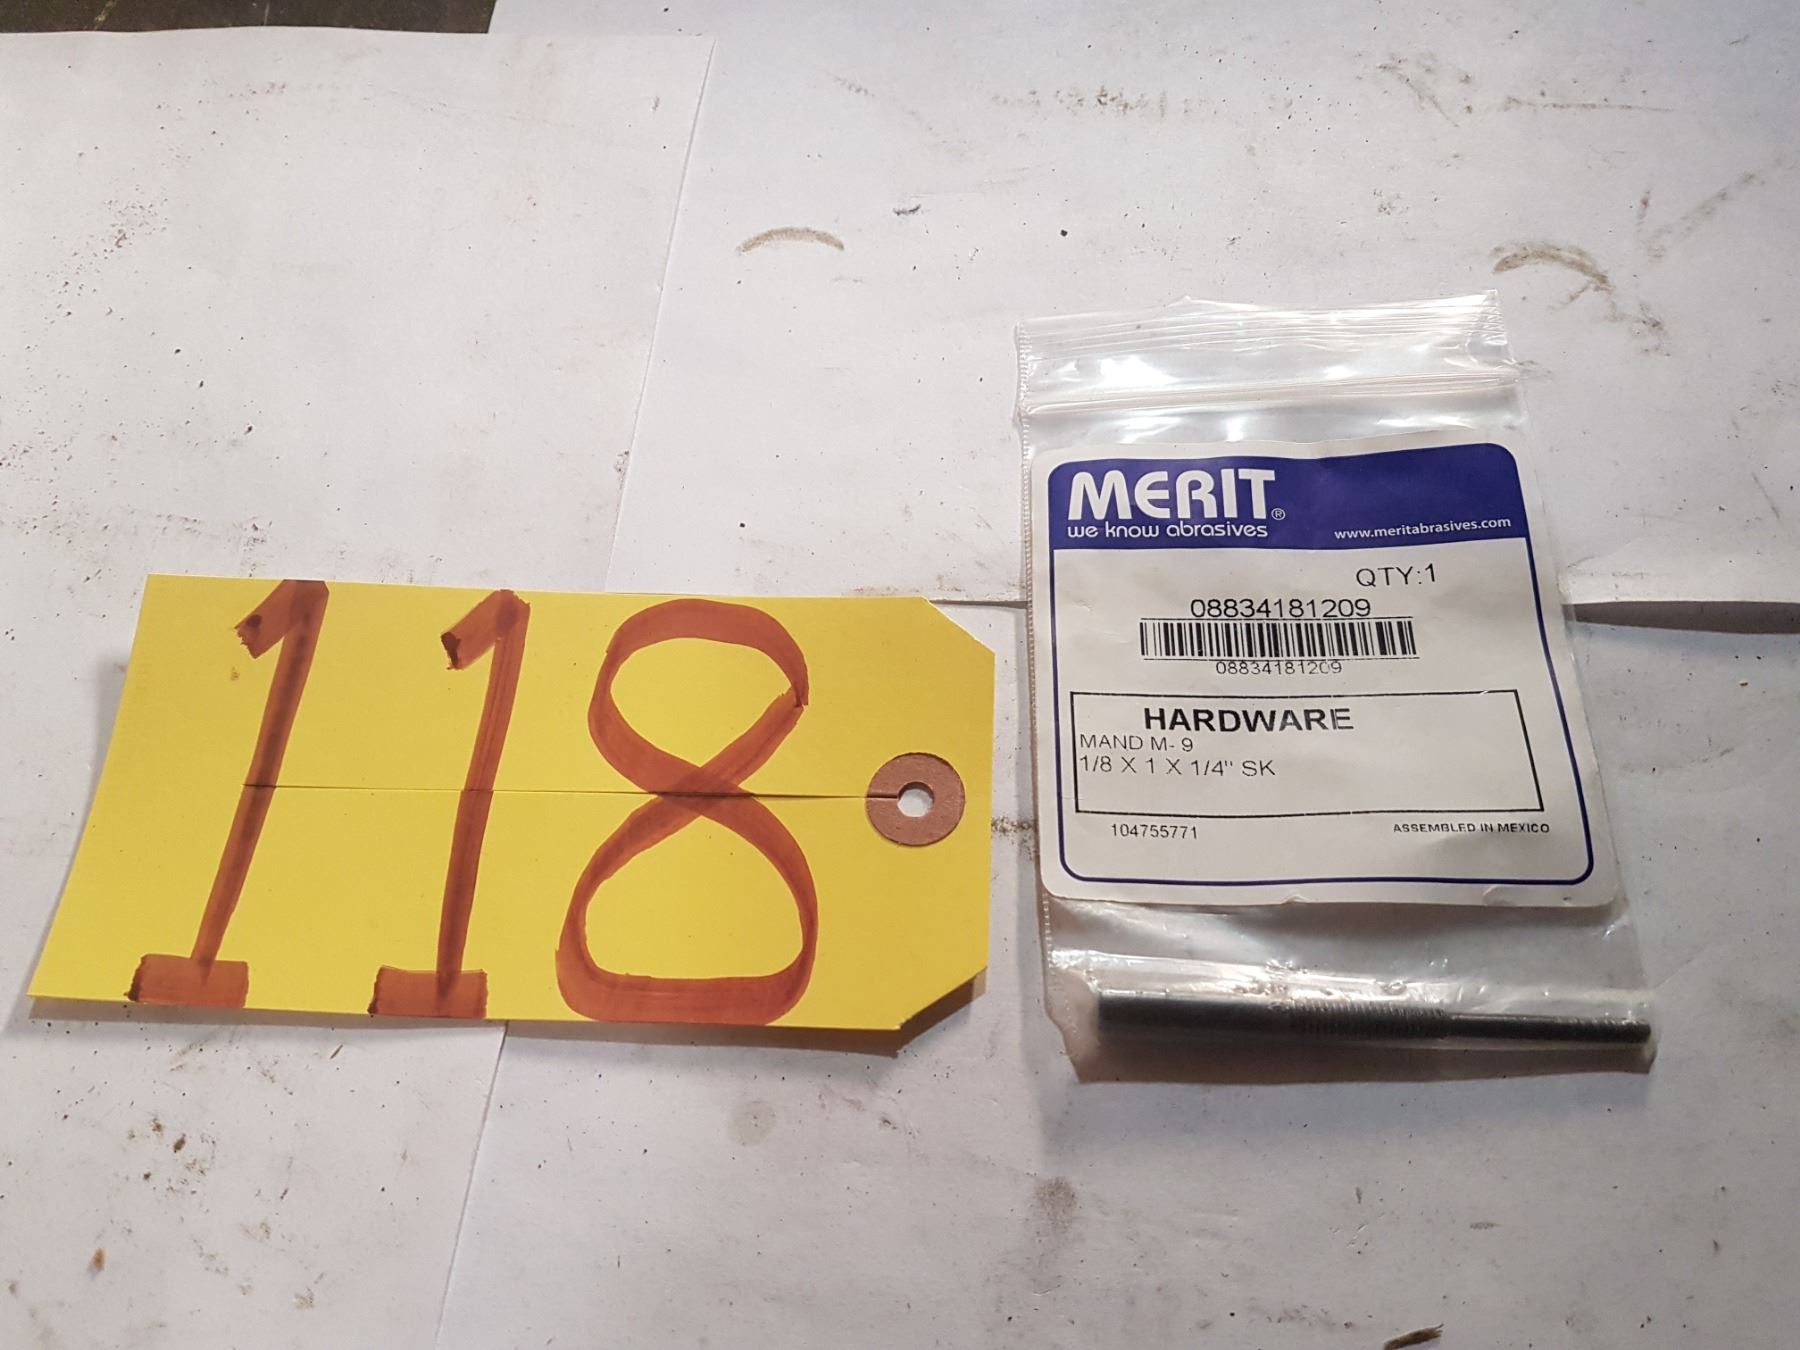 118
MERIT®
we know abrasives
www.meritabrasives.com
QTY:1
08834181209
08834181209
HARDWARE
MAND M- 9
1/8 X 1 X 1/4" SK
104755771
ASSEMBLED IN MEXICO